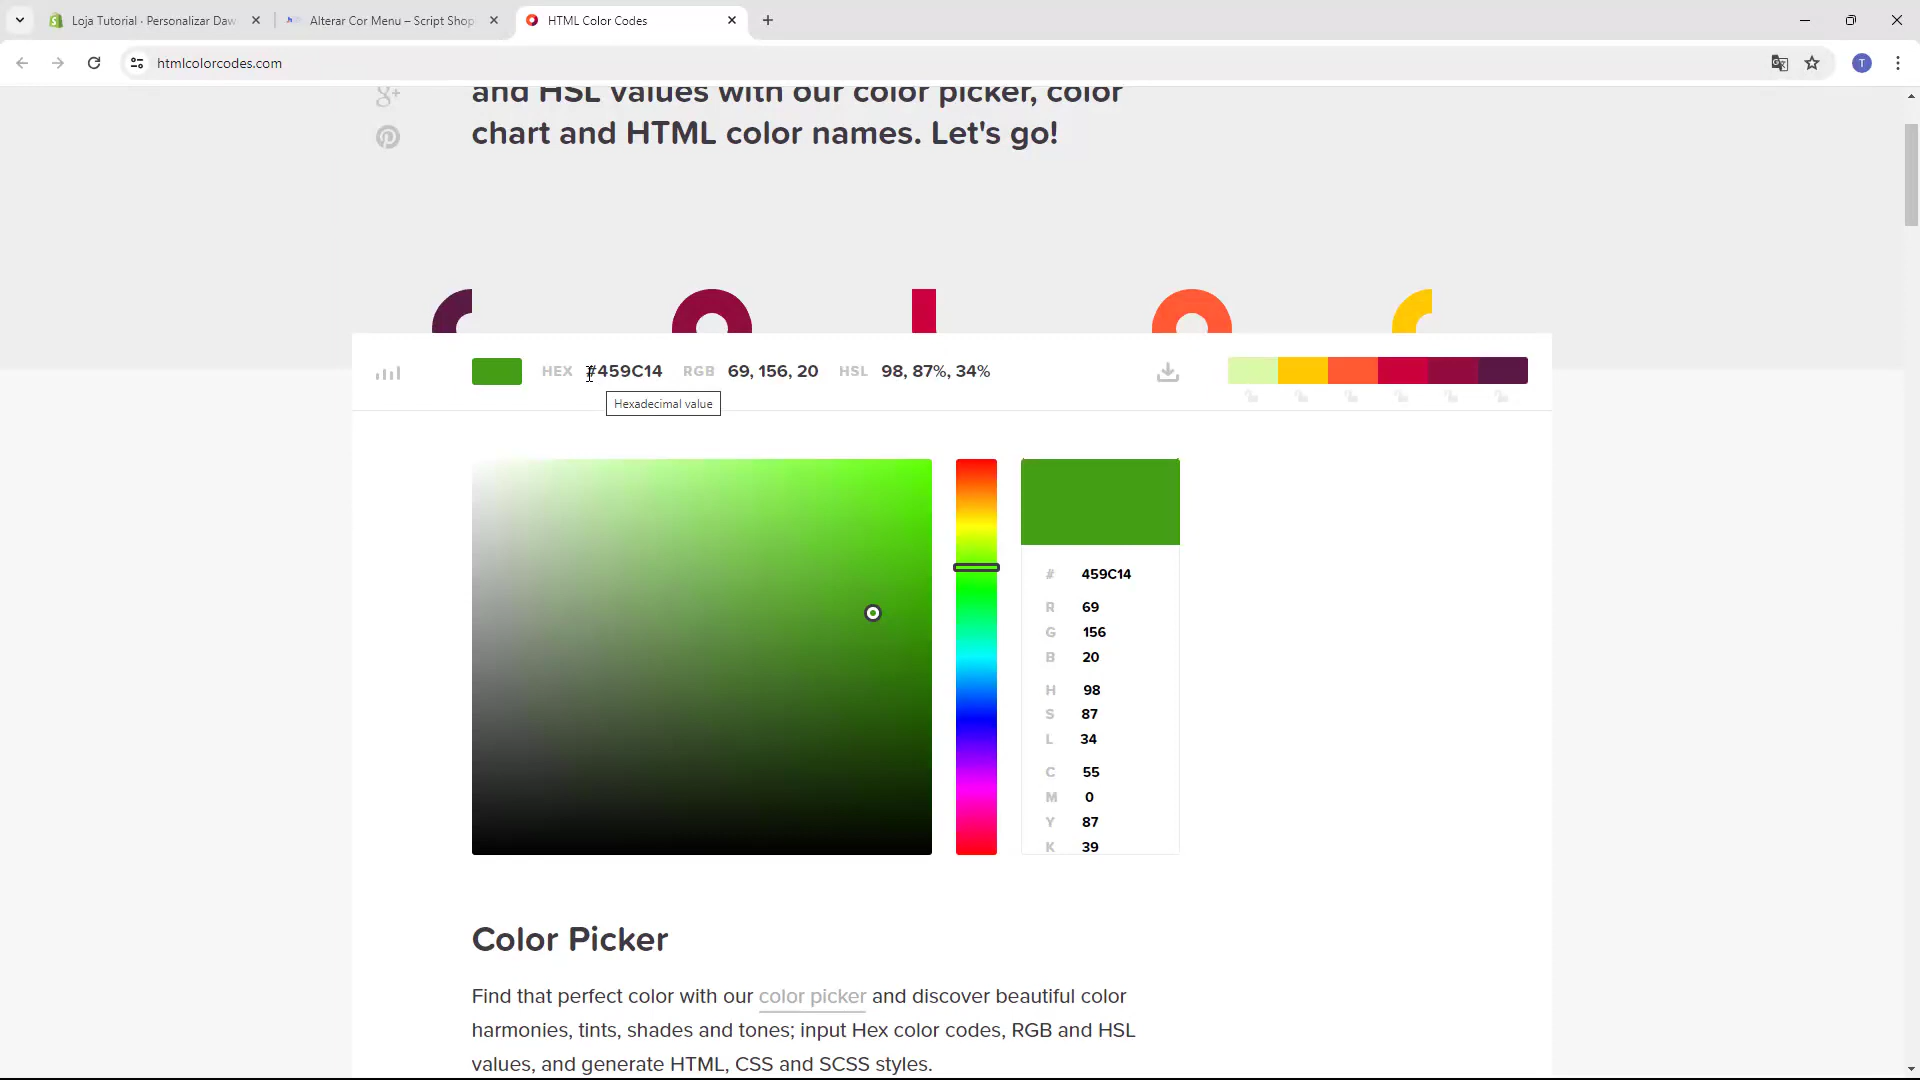 Loja Tutorial · Personalizar Daw
Alterar Cor Menu – Script Shop
HTML Color Codes
htmlcolorcodes.com
T
and HSL values with our color picker, color
chart and HTML color names. Let's go!
HEX #459C14 RGB 69, 156, 20 HSL 98, 87%, 34%
Hexadecimal value
# 459C14
R 69
G 156
B 20
H 98
S 87
L 34
C 55
M 0
Y 87
K 39
Color Picker
Find that perfect color with our color picker and discover beautiful color
harmonies, tints, shades and tones; input Hex color codes, RGB and HSL
values, and generate HTML, CSS and SCSS styles.